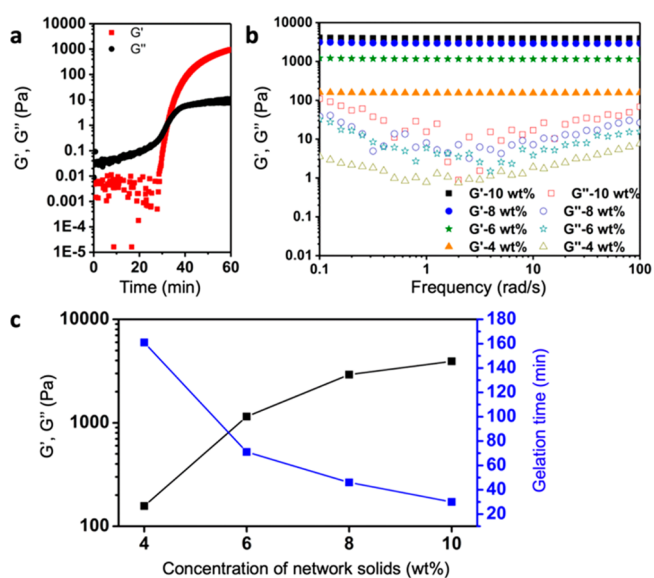 a
G'
G''
10000
1000
100
10
1
0.1
0.01
0.001
1E-4
1E-5
G', G'' (Pa)
0 20 40 60
Time (min)
b
10000
1000
100
10
1
0.1
0.01
G', G'' (Pa)
G'-10 wt% G''-10 wt%
G'-8 wt% G''-8 wt%
G'-6 wt% G''-6 wt%
G'-4 wt% G''-4 wt%
0.1 1 10 100
Frequency (rad/s)
c
10000
1000
100
G', G'' (Pa)
180
160
140
120
100
80
60
40
20
Gelation time (min)
4 6 8 10
Concentration of network solids (wt%)